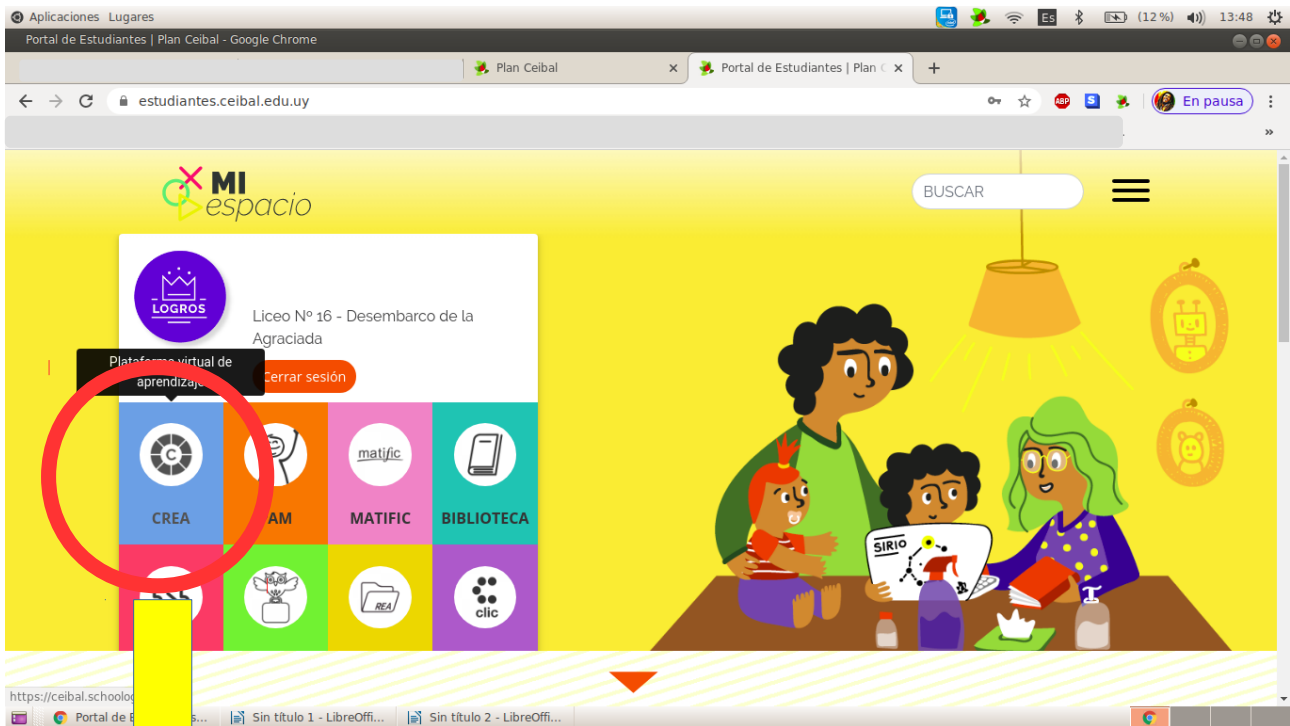 Aplicaciones Lugares
Es (12 %) 13:48
Portal de Estudiantes | Plan Ceibal - Google Chrome
Plan Ceibal
Portal de Estudiantes | Plan C
estudiantes.ceibal.edu.uy
ABP S En pausa
MI
espacio
BUSCAR
LOGROS
Liceo Nº 16 - Desembarco de la
Agraciada
Plataforma virtual de
aprendizaje
Cerrar sesión
C
matific
CREA
AM
MATIFIC
BIBLIOTECA
SIRIO
REA
clic
https://ceibal.schoolog
Portal de E s...
Sin título 1 - LibreOffi...
Sin título 2 - LibreOffi...